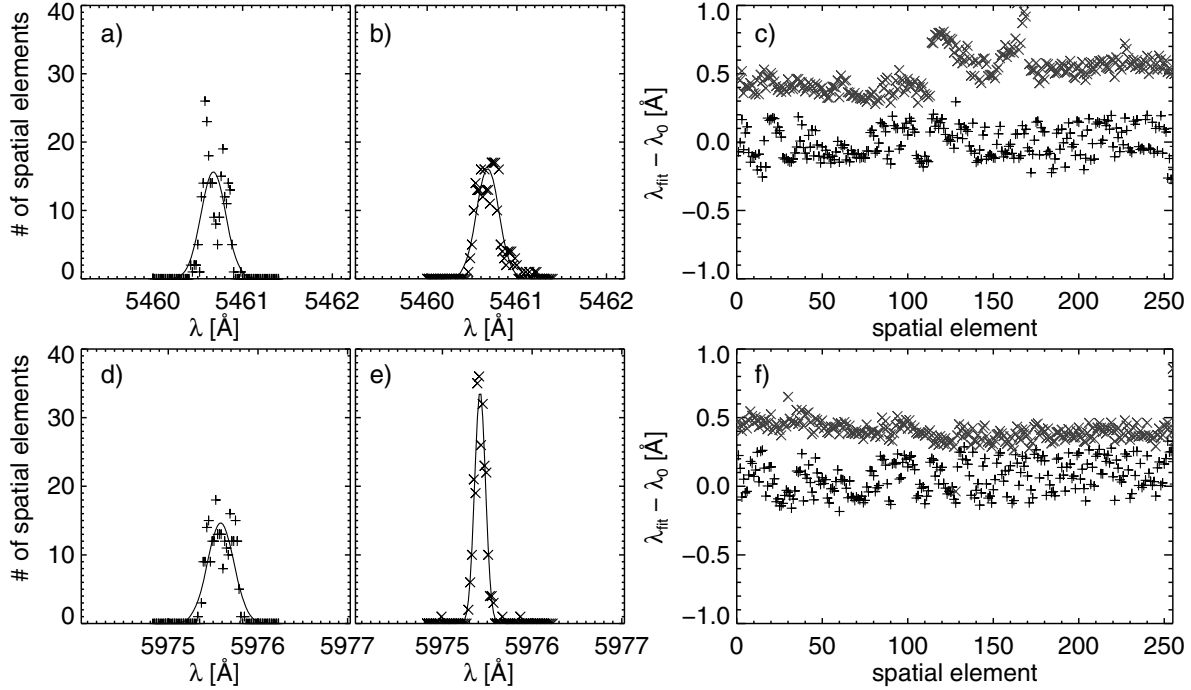 a)
40
30
20
10
0
# of spatial elements
5460 5461 5462
λ [Å]
b)
5460 5461 5462
λ [Å]
c)
1.0
0.5
0.0
−0.5
−1.0
λfit − λ0 [Å]
0 50 100 150 200 250
spatial element
d)
40
30
20
10
0
# of spatial elements
5975 5976 5977
λ [Å]
e)
5975 5976 5977
λ [Å]
f)
1.0
0.5
0.0
−0.5
−1.0
λfit − λ0 [Å]
0 50 100 150 200 250
spatial element